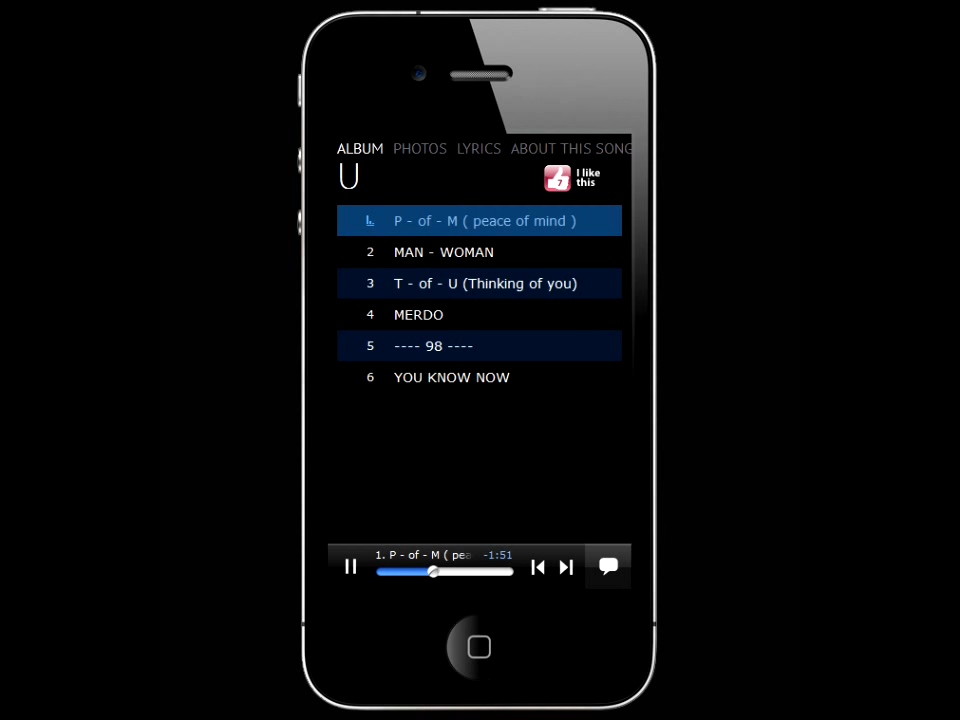 ALBUM PHOTOS LYRICS ABOUT THIS SONG
U
7 I like
this
P - of - M ( peace of mind )
2 MAN - WOMAN
3 T - of - U (Thinking of you)
4 MERDO
5 ---- 98 ----
6 YOU KNOW NOW
1. P - of - M ( pea -1:51